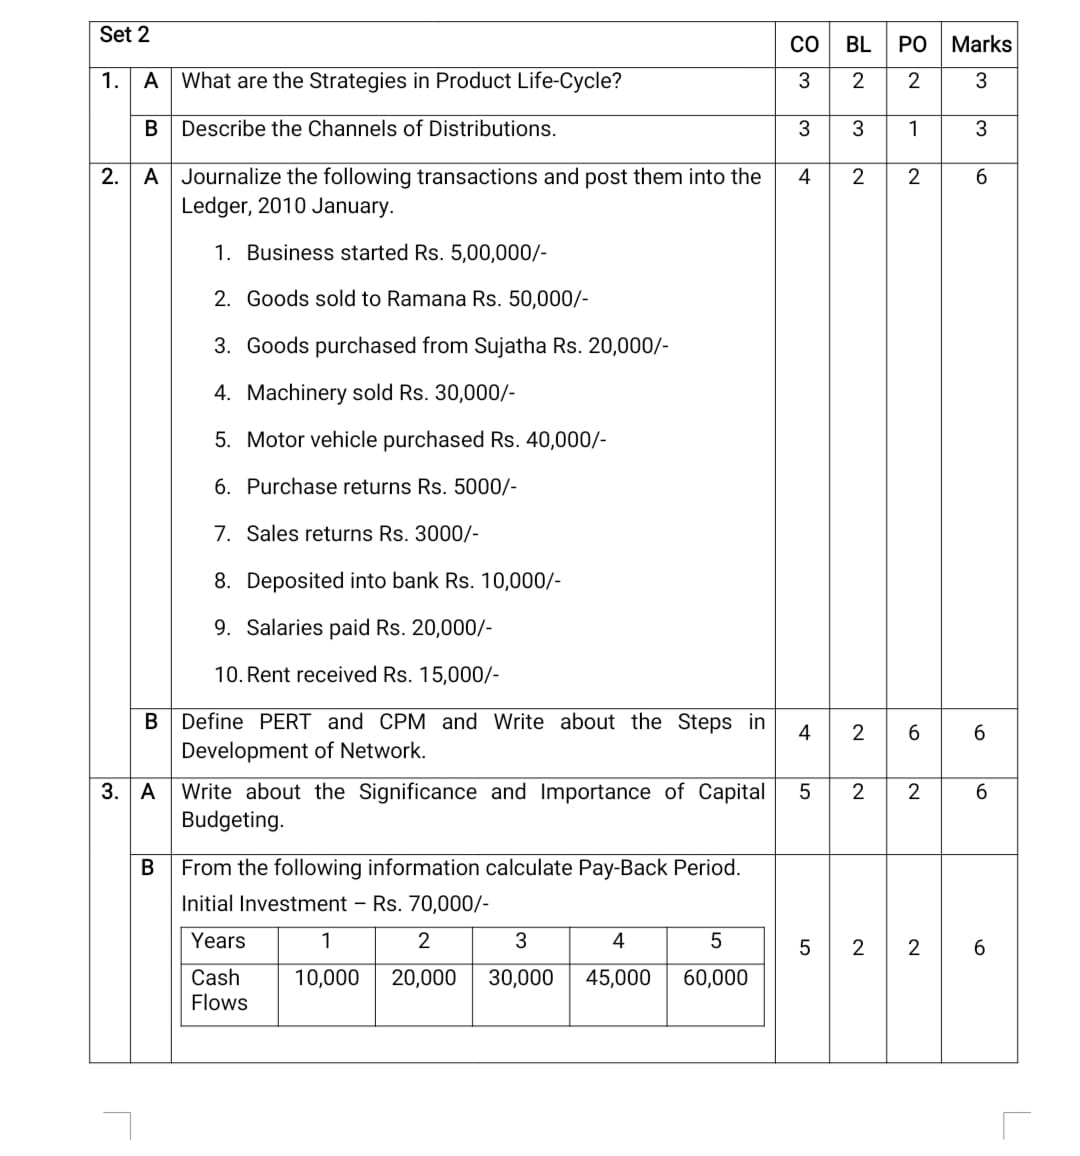 Set 2
CO BL PO Marks
1. A What are the Strategies in Product Life-Cycle? 3 2 2 3
B Describe the Channels of Distributions. 3 3 1 3
2. A Journalize the following transactions and post them into the 4 2 2 6
Ledger, 2010 January.
1. Business started Rs. 5,00,000/-
2. Goods sold to Ramana Rs. 50,000/-
3. Goods purchased from Sujatha Rs. 20,000/-
4. Machinery sold Rs. 30,000/-
5. Motor vehicle purchased Rs. 40,000/-
6. Purchase returns Rs. 5000/-
7. Sales returns Rs. 3000/-
8. Deposited into bank Rs. 10,000/-
9. Salaries paid Rs. 20,000/-
10. Rent received Rs. 15,000/-
B Define PERT and CPM and Write about the Steps in 4 2 6 6
Development of Network.
3. A Write about the Significance and Importance of Capital 5 2 2 6
Budgeting.
B From the following information calculate Pay-Back Period.
Initial Investment – Rs. 70,000/-
Years 1 2 3 4 5
5 2 2 6
Cash 10,000 20,000 30,000 45,000 60,000
Flows